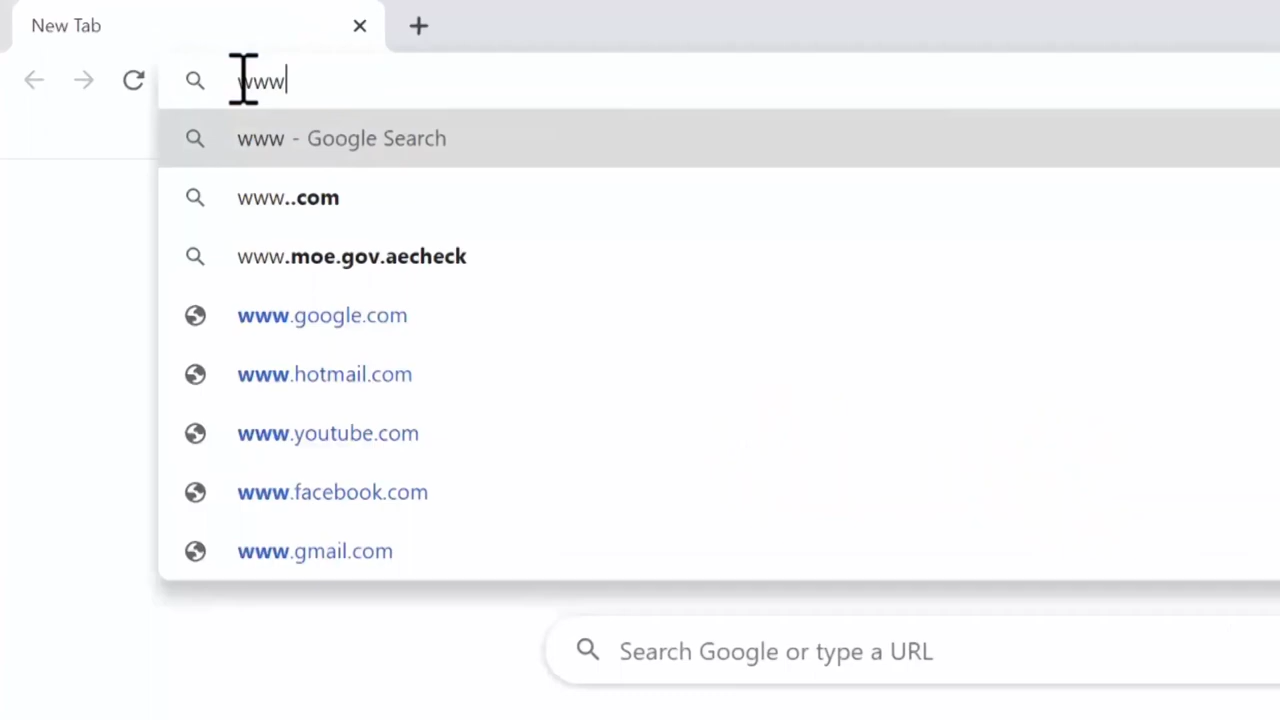 New Tab
www
www - Google Search
www..com
www.moe.gov.aecheck
www.google.com
www.hotmail.com
www.youtube.com
www.facebook.com
www.gmail.com
Search Google or type a URL